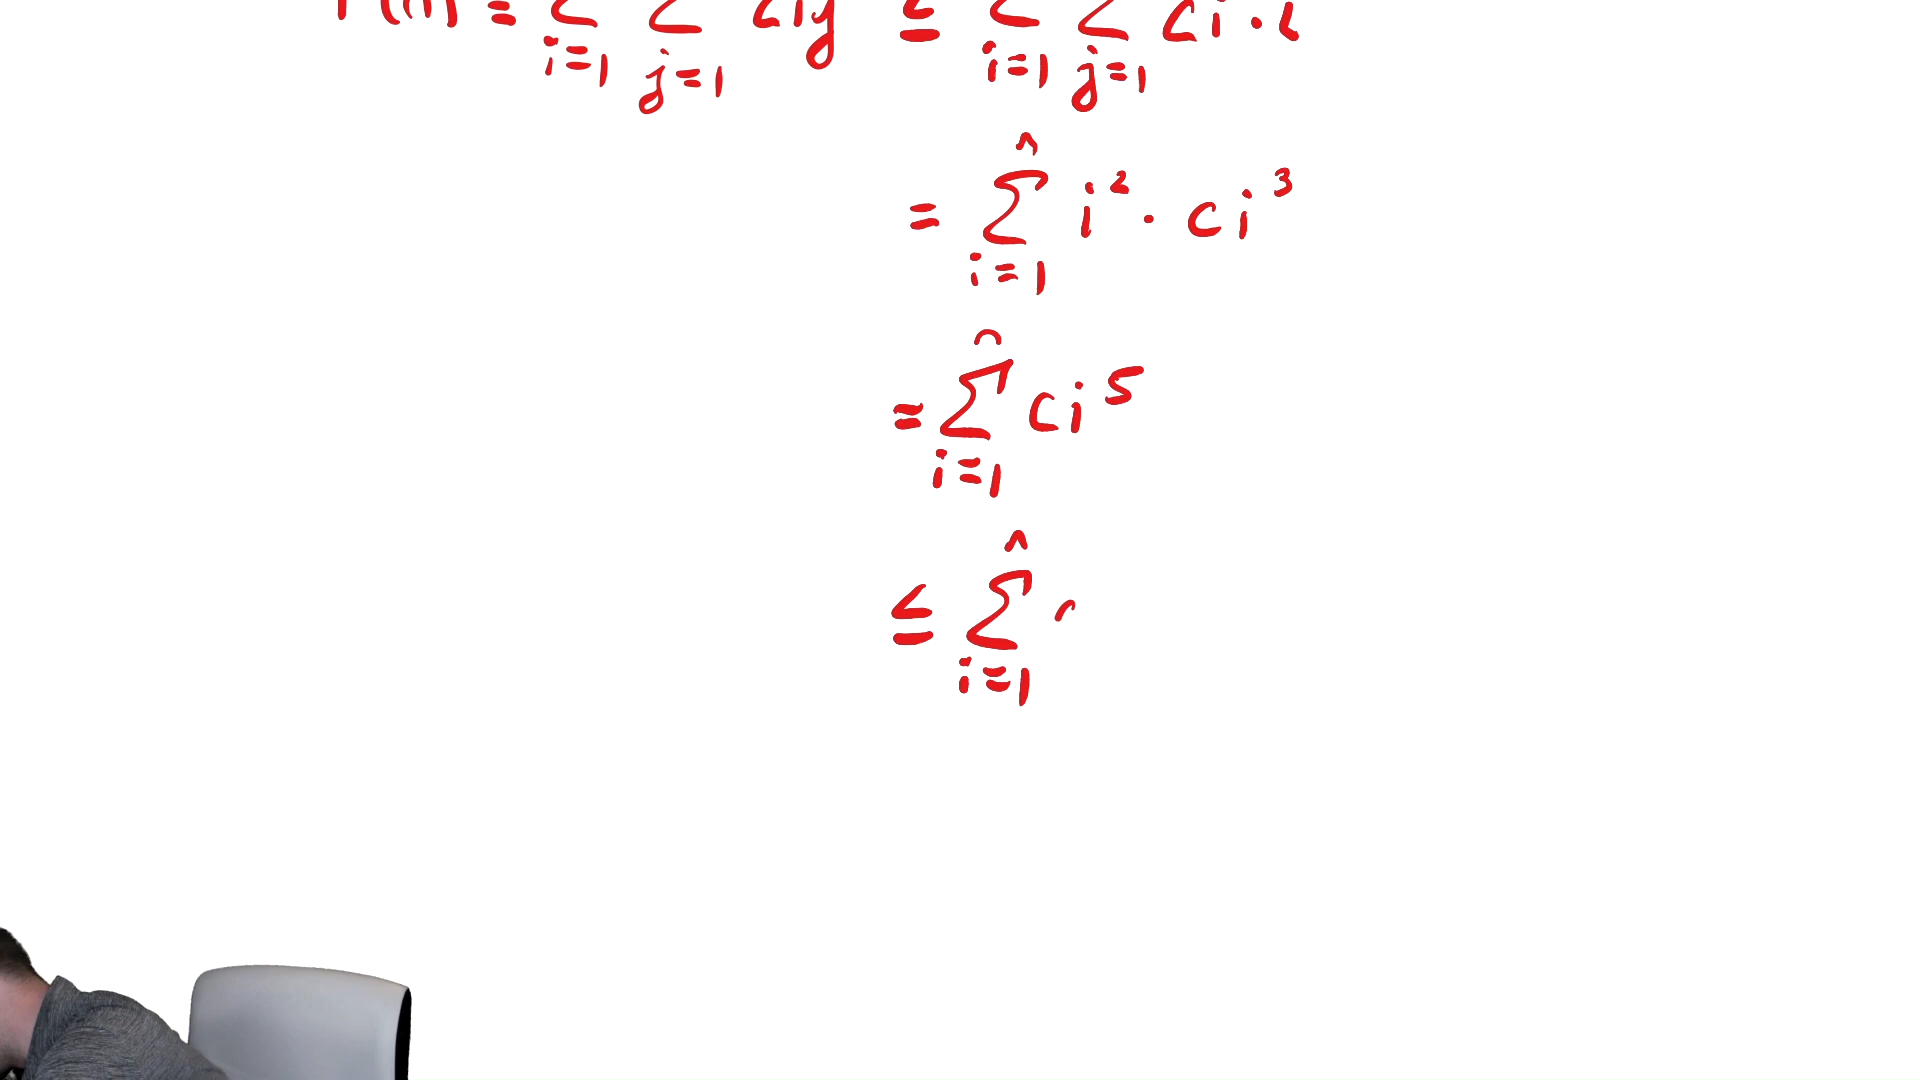 = Σ Σ cij ≤ Σ Σ ci·
i=1 j=1 i=1 j=1
n
= Σ i²· ci³
i=1
n
= Σ ci⁵
i=1
n
≤ Σ
i=1